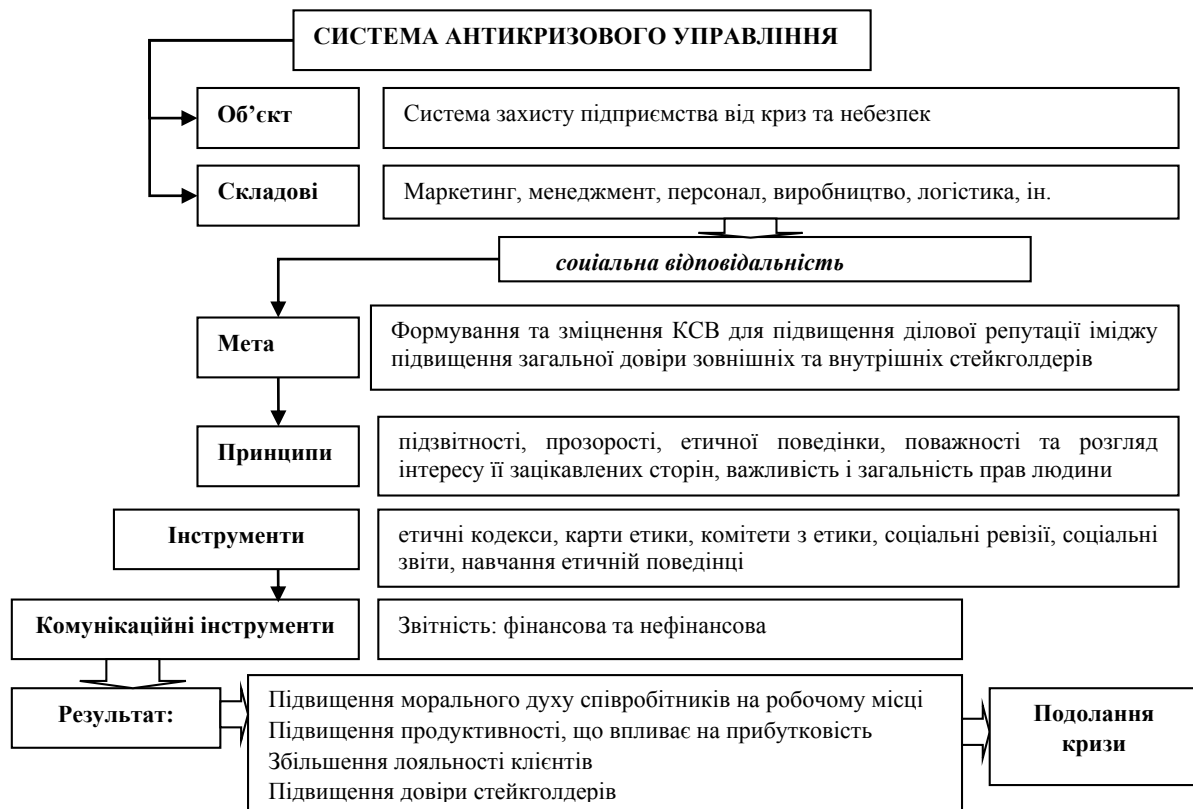 СИСТЕМА АНТИКРИЗОВОГО УПРАВЛІННЯ
Об’єкт
Система захисту підприємства від криз та небезпек
Складові
Маркетинг, менеджмент, персонал, виробництво, логістика, ін.
соціальна відповідальність
Мета
Формування та зміцнення КСВ для підвищення ділової репутації іміджу
підвищення загальної довіри зовнішніх та внутрішніх стейкголдерів
Принципи
підзвітності, прозорості, етичної поведінки, поважності та розгляд
інтересу її зацікавлених сторін, важливість і загальність прав людини
Інструменти
етичні кодекси, карти етики, комітети з етики, соціальні ревізії, соціальні
звіти, навчання етичній поведінці
Комунікаційні інструменти
Звітність: фінансова та нефінансова
Результат:
Підвищення морального духу співробітників на робочому місці
Підвищення продуктивності, що впливає на прибутковість
Збільшення лояльності клієнтів
Підвищення довіри стейкголдерів
Подолання
кризи